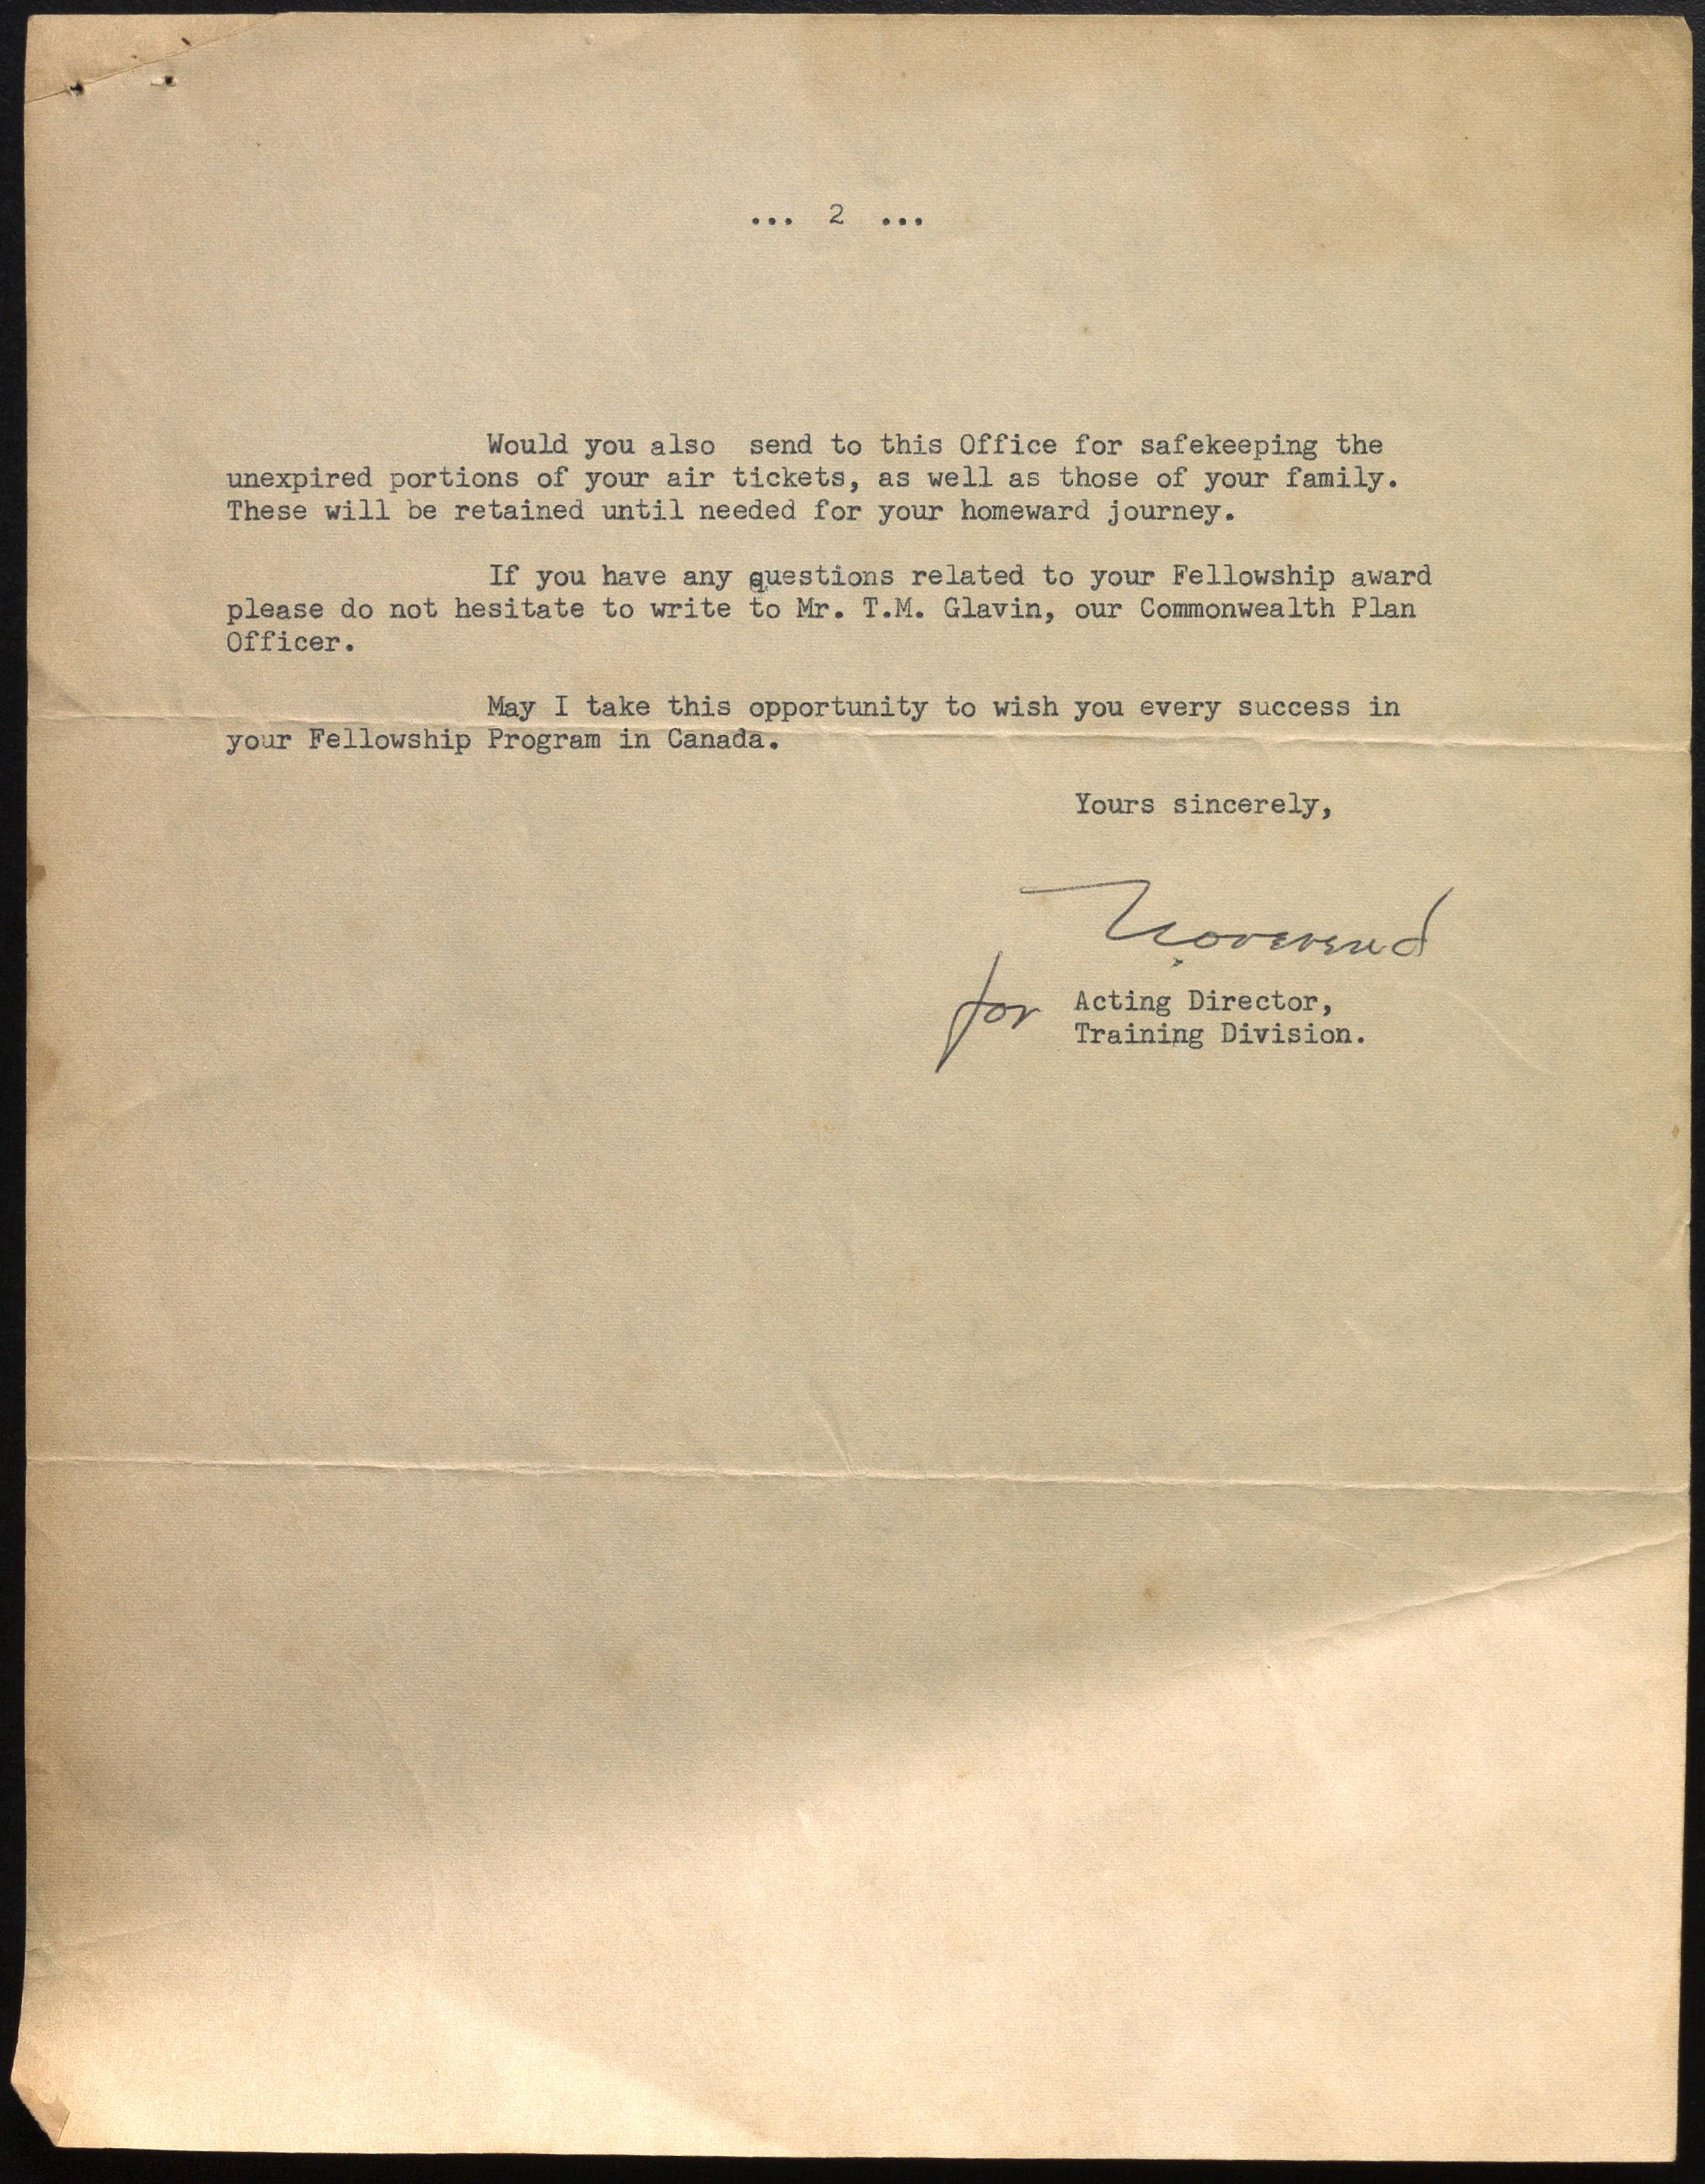 ... 2 ...
Would you also send to this Office for safekeeping the
unexpired portions of your air tickets, as well as those of your family.
These will be retained until needed for your homeward journey.
If you have any questions related to your Fellowship award
please do not hesitate to write to Mr. T.M. Glavin, our Commonwealth Plan
Officer.
May I take this opportunity to wish you every success in
your Fellowship Program in Canada.
Yours sincerely,
for Acting Director,
Training Division.